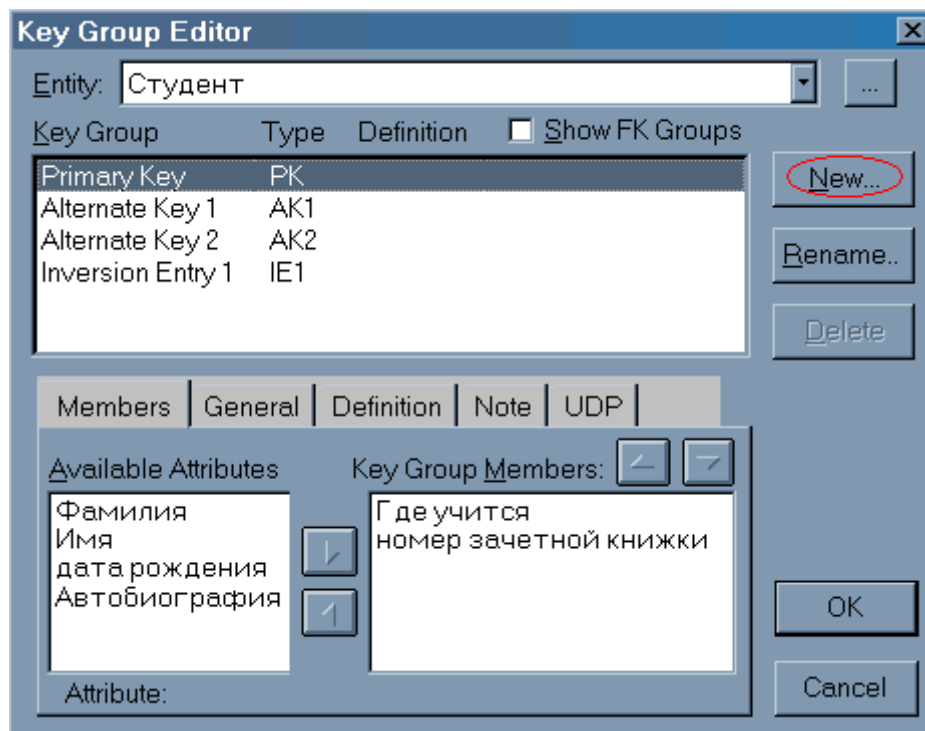 Key Group Editor
Entity: Студент ...
Key Group Type Definition Show FK Groups
Primary Key PK
New...
Alternate Key 1 AK1
Alternate Key 2 AK2
Rename..
Inversion Entry 1 IE1
Delete
Members General Definition Note UDP
Available Attributes Key Group Members:
Фамилия
Имя
дата рождения
Автобиография
Где учится
номер зачетной книжки
OK
Attribute:
Cancel